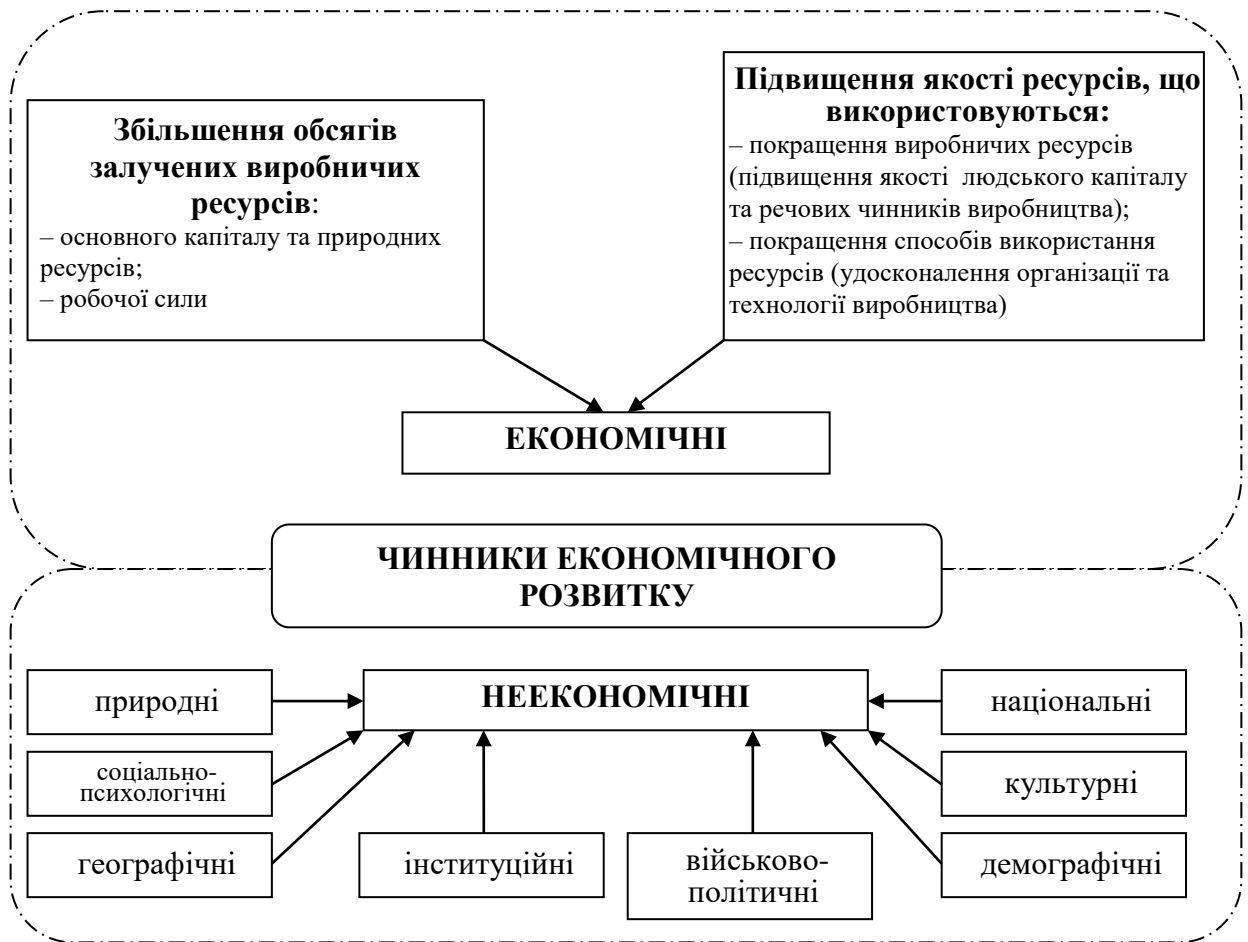 Збільшення обсягів
залучених виробничих
ресурсів:
– основного капіталу та природних
ресурсів;
– робочої сили
Підвищення якості ресурсів, що
використовуються:
– покращення виробничих ресурсів
(підвищення якості людського капіталу
та речових чинників виробництва);
– покращення способів використання
ресурсів (удосконалення організації та
технології виробництва)
ЕКОНОМІЧНІ
ЧИННИКИ ЕКОНОМІЧНОГО
РОЗВИТКУ
природні
НЕЕКОНОМІЧНІ
національні
соціально-
психологічні
культурні
географічні
інституційні
військово-
політичні
демографічні